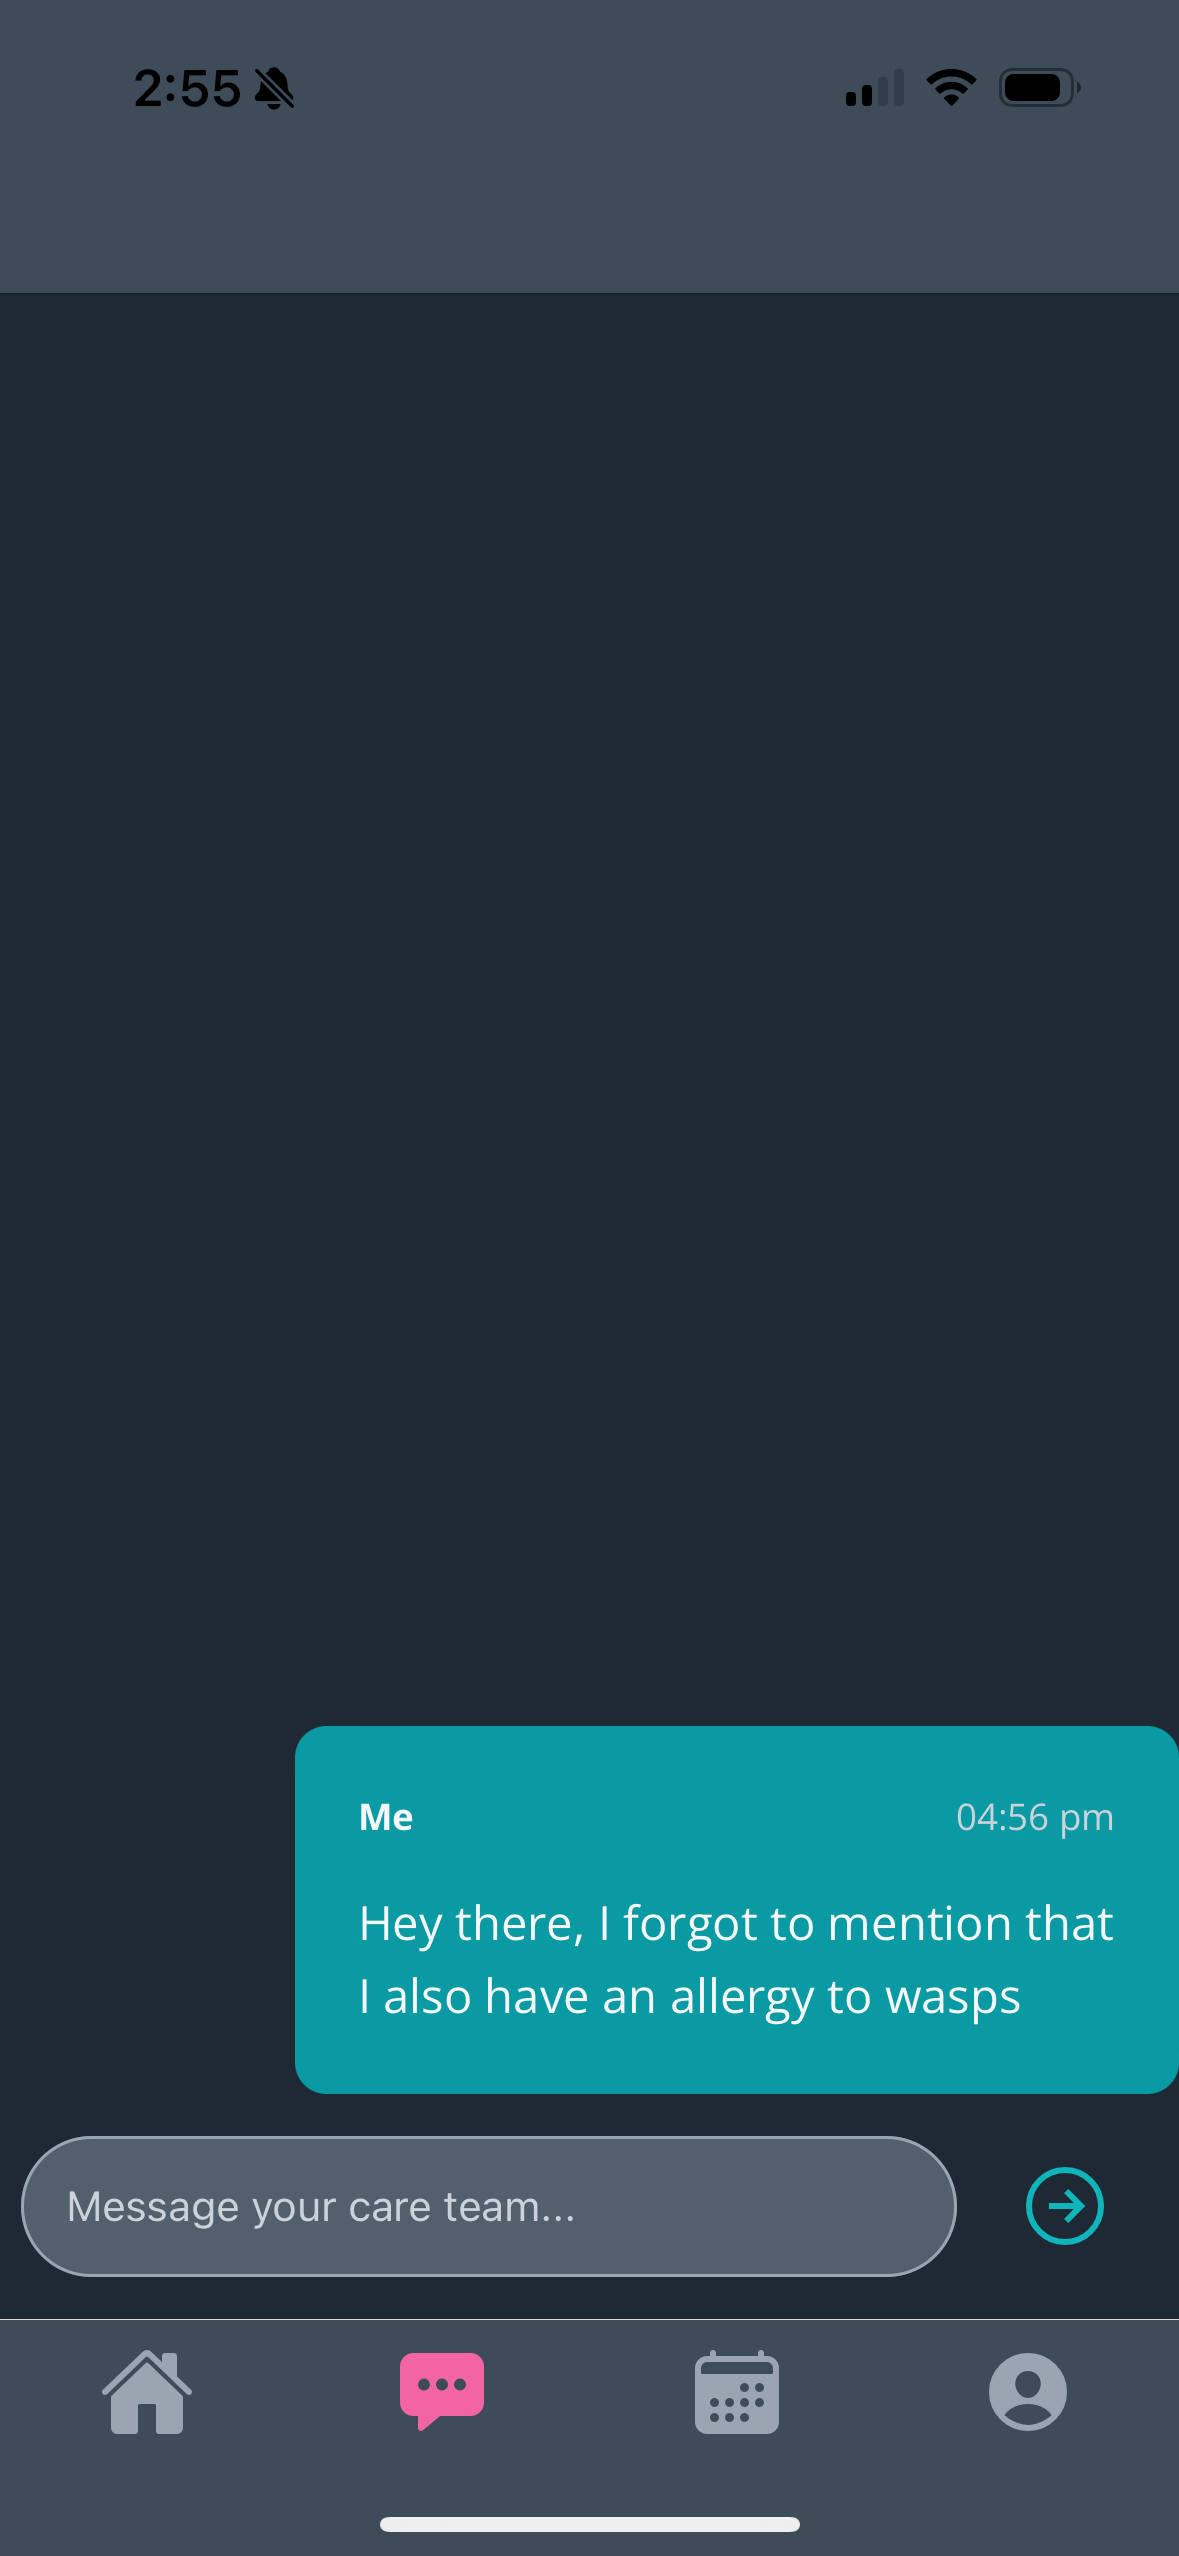 2:55
Me
04:56 pm
Hey there, I forgot to mention that
I also have an allergy to wasps
Message your care team...